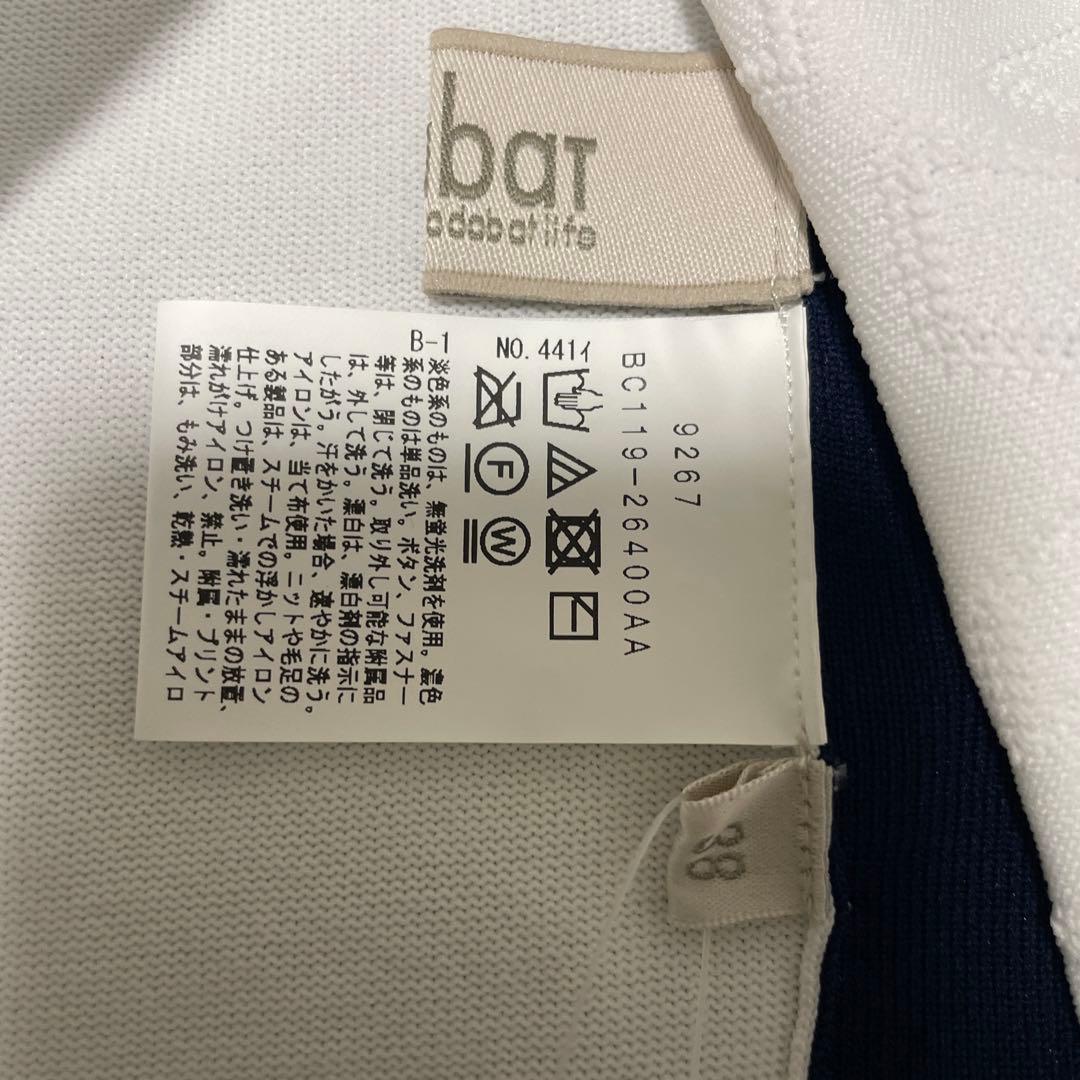 baT
adabatlife
9267
BC119-26400AA
NO.441イ
F
W
B-1
淡色系のものは、無蛍光洗剤を使用。濃色
系のものは単品洗い。ボタン、ファスナー
等は、閉じて洗う。取り外し可能な附属品
は、外して洗う。漂白は、漂白剤の指示に
したがう。汗をかいた場合、速やかに洗う。
アイロンは、当て布使用。ニットや毛足の
ある製品は、スチームでの浮かしアイロン
仕上げ。つけ置き洗い・濡れたままの放置、
濡れがけアイロン、禁止。附属・プリント
部分は、もみ洗い、乾燥・スチームアイロ
38